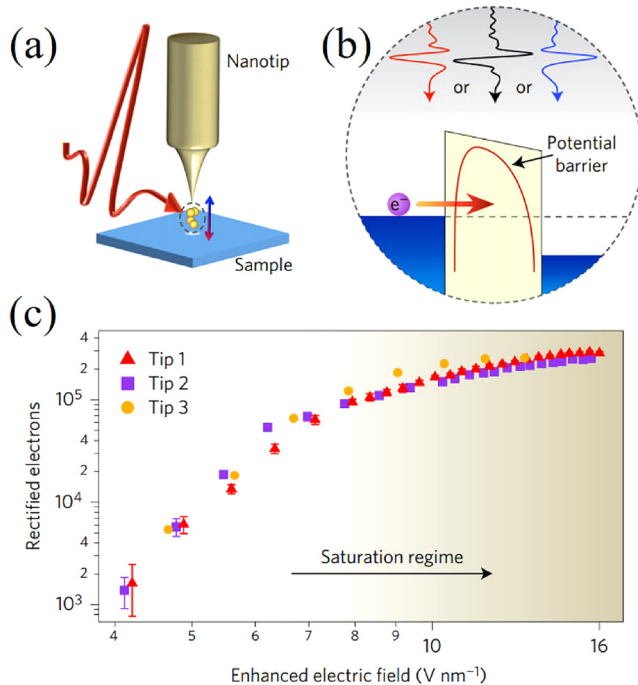 (a)
Nanotip
Sample
(b)
or
or
Potential
barrier
e⁻
(c)
Rectified electrons
4
2
10⁵
4
2
10⁴
4
2
10³
Tip 1
Tip 2
Tip 3
Saturation regime
4
5
6
7
8
9
10
16
Enhanced electric field (V nm⁻¹)